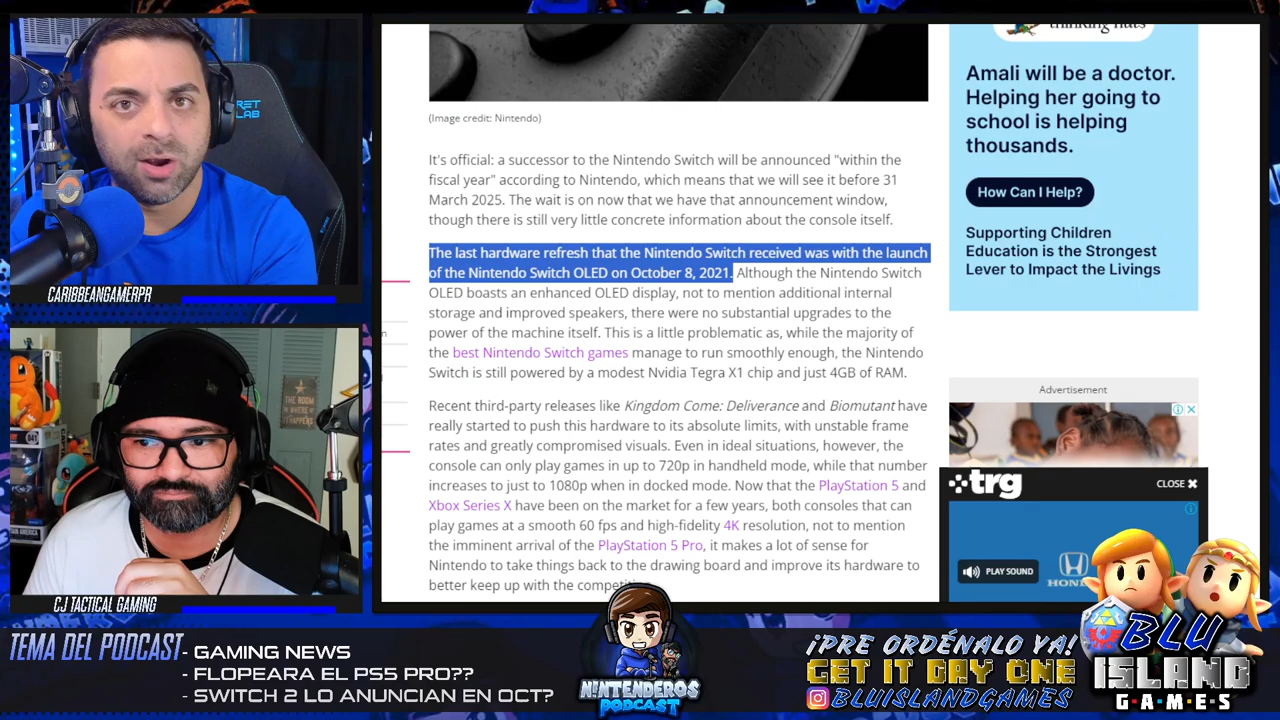 CARIBBEANGAMERPR
CJ TACTICAL GAMING
(Image credit: Nintendo)
It's official: a successor to the Nintendo Switch will be announced "within the
fiscal year" according to Nintendo, which means that we will see it before 31
March 2025. The wait is on now that we have that announcement window,
though there is still very little concrete information about the console itself.
The last hardware refresh that the Nintendo Switch received was with the launch
of the Nintendo Switch OLED on October 8, 2021. Although the Nintendo Switch
OLED boasts an enhanced OLED display, not to mention additional internal
storage and improved speakers, there were no substantial upgrades to the
power of the machine itself. This is a little problematic as, while the majority of
the best Nintendo Switch games manage to run smoothly enough, the Nintendo
Switch is still powered by a modest Nvidia Tegra X1 chip and just 4GB of RAM.
Recent third-party releases like Kingdom Come: Deliverance and Biomutant have
really started to push this hardware to its absolute limits, with unstable frame
rates and greatly compromised visuals. Even in ideal situations, however, the
console can only play games in up to 720p in handheld mode, while that number
increases to just to 1080p when in docked mode. Now that the PlayStation 5 and
Xbox Series X have been on the market for a few years, both consoles that can
play games at a smooth 60 fps and high-fidelity 4K resolution, not to mention
the imminent arrival of the PlayStation 5 Pro, it makes a lot of sense for
Nintendo to take things back to the drawing board and improve its hardware to
better keep up with the
thinking hats
Amali will be a doctor.
Helping her going to
school is helping
thousands.
How Can I Help?
Supporting Children
Education is the Strongest
Lever to Impact the Livings
Advertisement
trg
CLOSE
PLAY SOUND
HOND
TEMA DEL PODCAST
- GAMING NEWS
- FLOPEARA EL PS5 PRO??
- SWITCH 2 LO ANUNCIAN EN OCT?
NINTENDEROS
PODCAST
¡PRE ORDÉNALO YA!
GET IT DAY ONE
BLUISLANDGAMES
BLU
ISLAND
GAMES